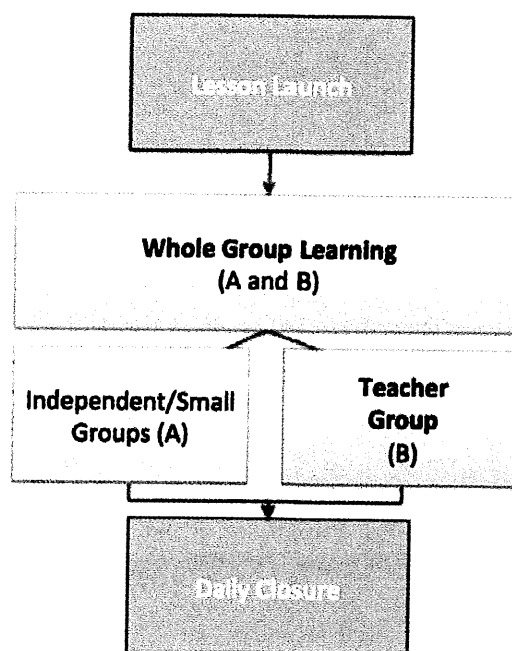 Lesson Launch
Whole Group Learning
(A and B)
Independent/Small
Groups (A)
Teacher
Group
(B)
Daily Closure